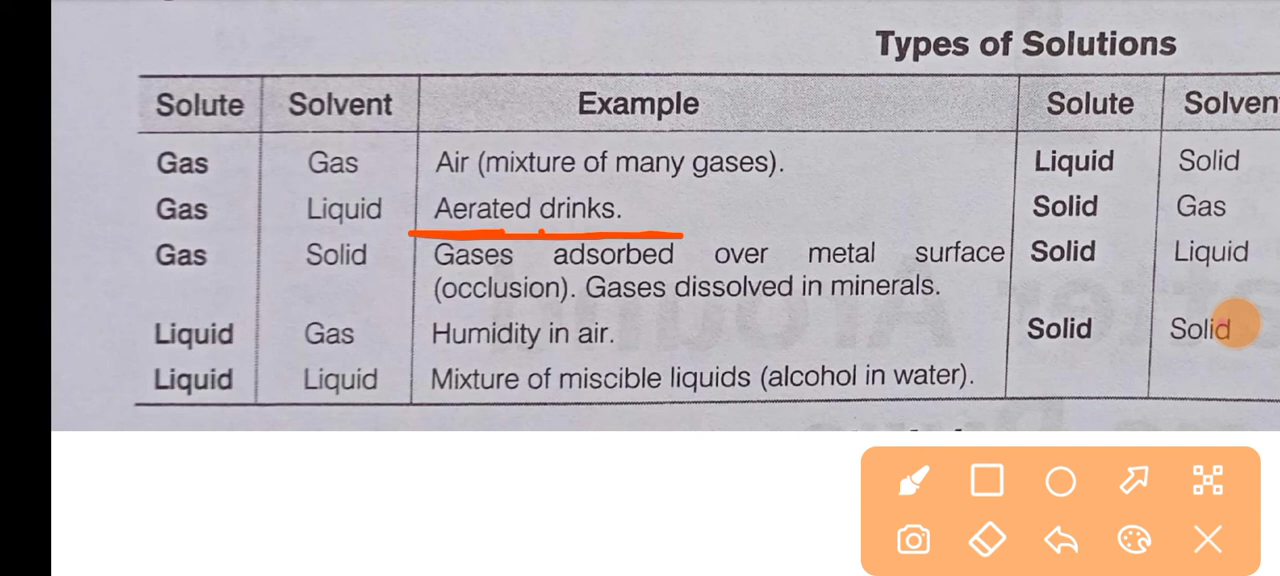 Types of Solutions
Solute Solvent Example Solute Solven
Gas Gas Air (mixture of many gases). Liquid Solid
Gas Liquid Aerated drinks. Solid Gas
Gas Solid Gases adsorbed over metal surface Solid Liquid
(occlusion). Gases dissolved in minerals.
Liquid Gas Humidity in air. Solid Solid
Liquid Liquid Mixture of miscible liquids (alcohol in water).